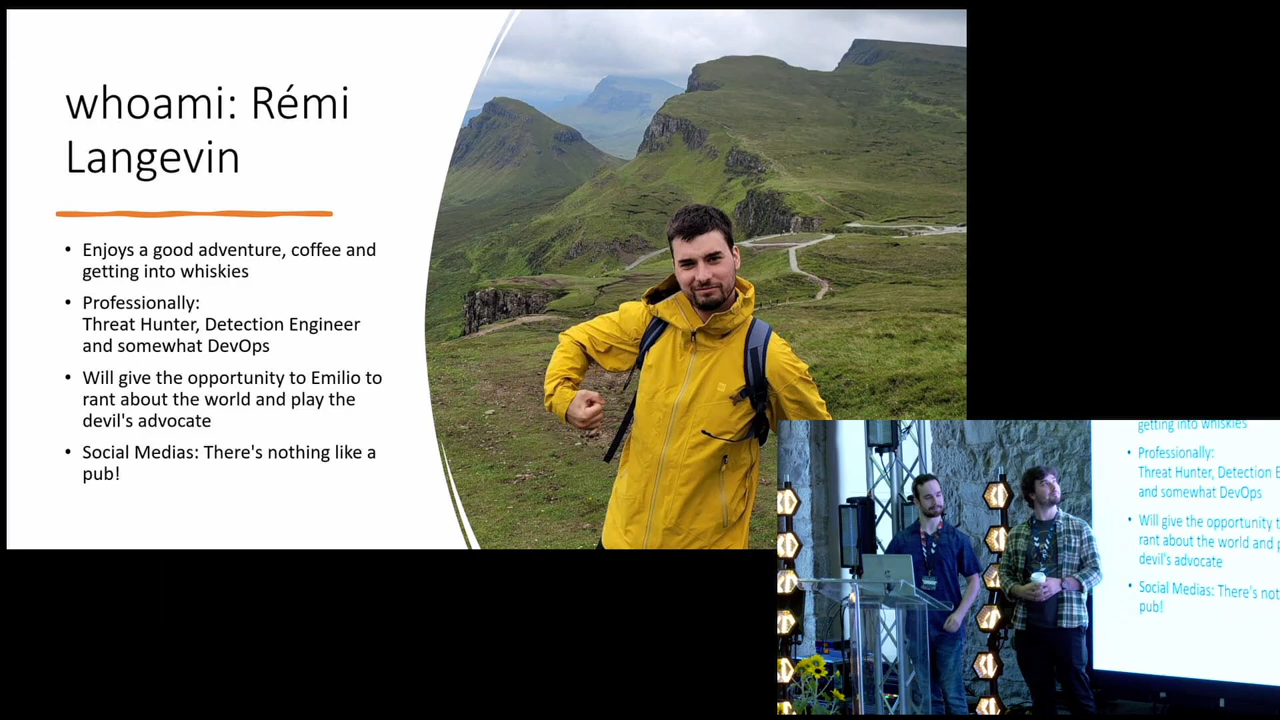 whoami: Rémi
Langevin
• Enjoys a good adventure, coffee and
getting into whiskies
• Professionally:
Threat Hunter, Detection Engineer
and somewhat DevOps
• Will give the opportunity to Emilio to
rant about the world and play the
devil's advocate
• Social Medias: There's nothing like a
pub!
getting into whiskies
• Professionally:
Threat Hunter, Detection E
and somewhat DevOps
• Will give the opportunity t
rant about the world and p
devil's advocate
• Social Medias: There's not
pub!